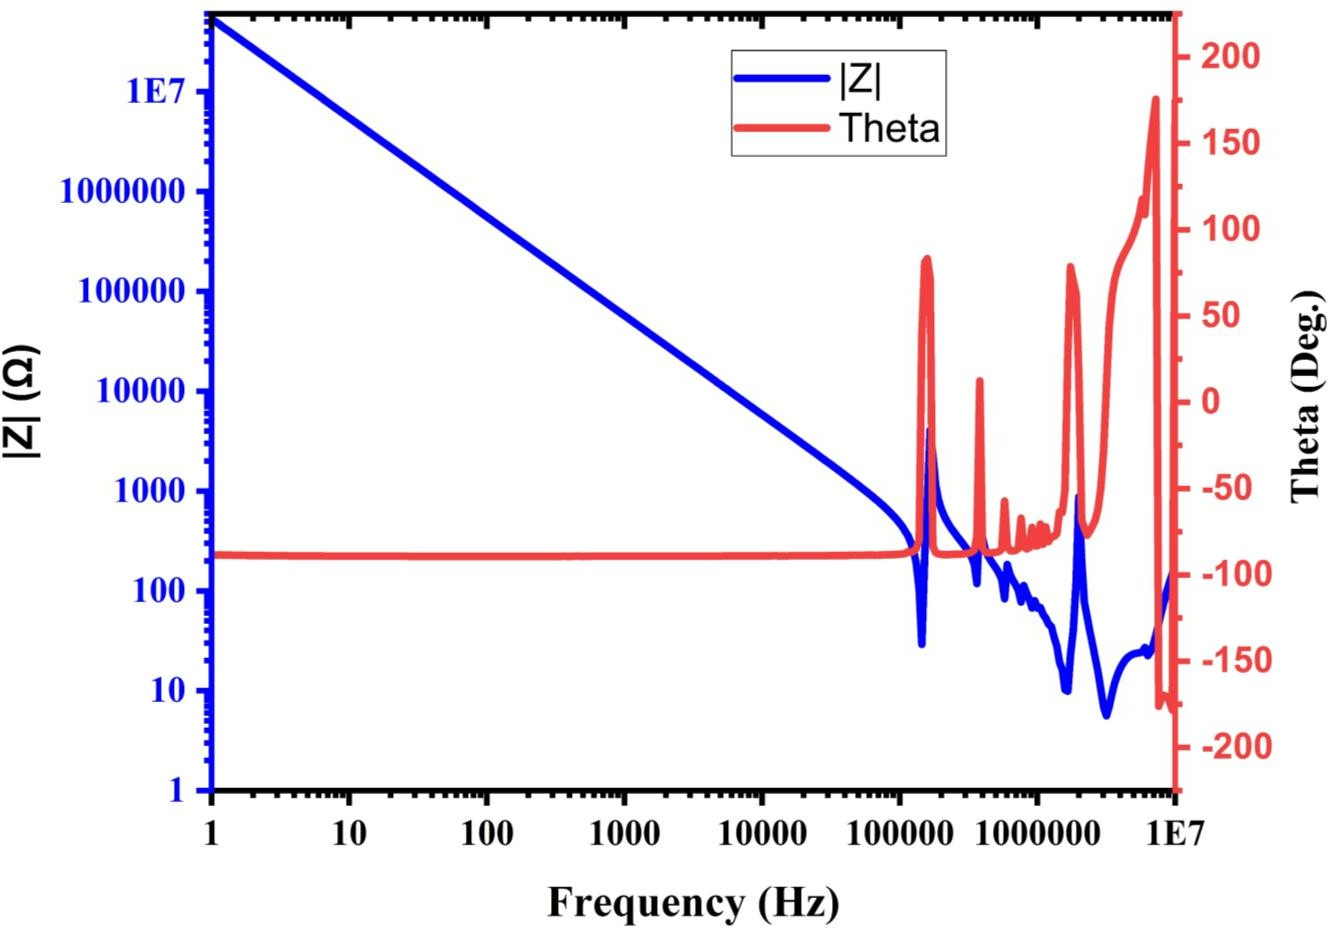 |Z|
Theta
1E7
1000000
100000
10000
1000
100
10
1
|Z| (Ω)
200
150
100
50
0
-50
-100
-150
-200
Theta (Deg.)
1 10 100 1000 10000 100000 1000000 1E7
Frequency (Hz)